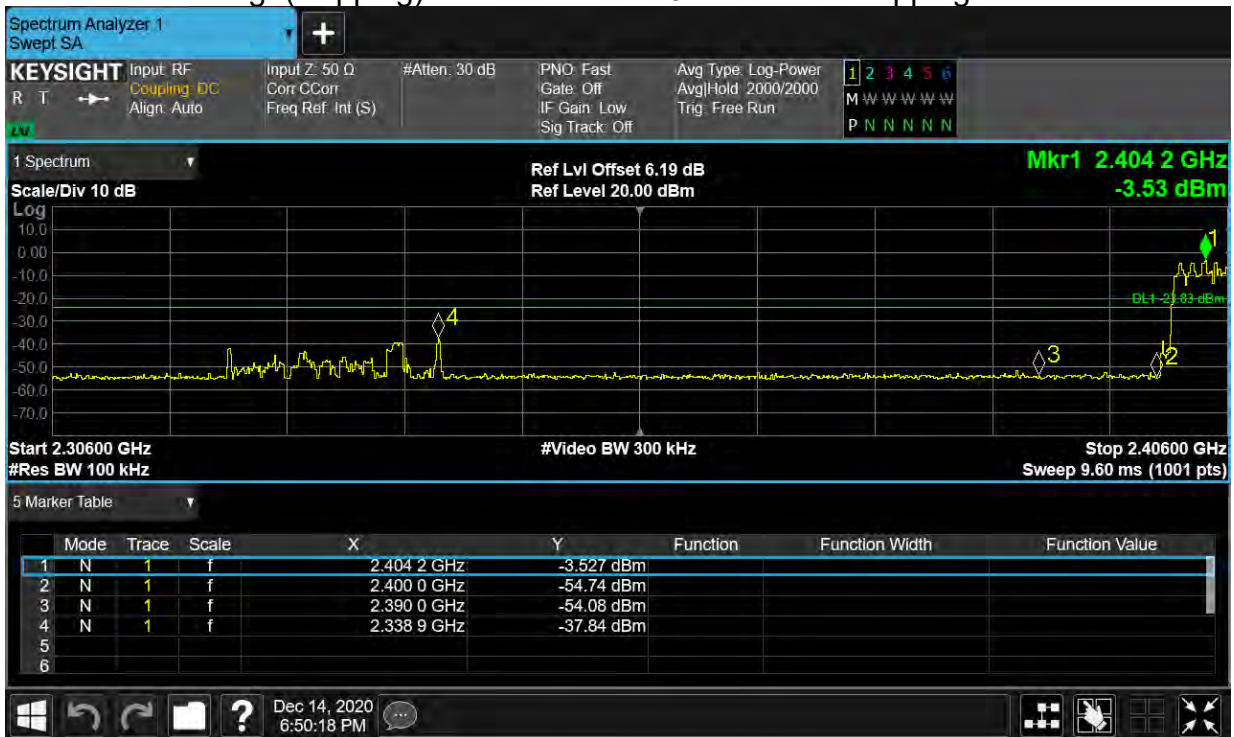 Spectrum Analyzer 1
Swept SA
+
KEYSIGHT Input: RF Input Z: 50 Ω #Atten: 30 dB PNO: Fast Avg Type: Log-Power 1 2 3 4 5 6
R T Coupling: DC Corr CCorr Gate: Off Avg|Hold: 2000/2000 M W W W W W
Align: Auto Freq Ref: Int (S) IF Gain: Low Trig: Free Run
LXI Sig Track: Off P N N N N N
1 Spectrum Ref Lvl Offset 6.19 dB Mkr1 2.404 2 GHz
Scale/Div 10 dB Ref Level 20.00 dBm -3.53 dBm
Log
10.0
0.00
-10.0
-20.0
-30.0
-40.0
-50.0
-60.0
-70.0
1
DL1 -23.83 dBm
4
3
2
Start 2.30600 GHz #Video BW 300 kHz Stop 2.40600 GHz
#Res BW 100 kHz Sweep 9.60 ms (1001 pts)
5 Marker Table
Mode Trace Scale X Y Function Function Width Function Value
1 N 1 f 2.404 2 GHz -3.527 dBm
2 N 1 f 2.400 0 GHz -54.74 dBm
3 N 1 f 2.390 0 GHz -54.08 dBm
4 N 1 f 2.338 9 GHz -37.84 dBm
5
6
? Dec 14, 2020
6:50:18 PM